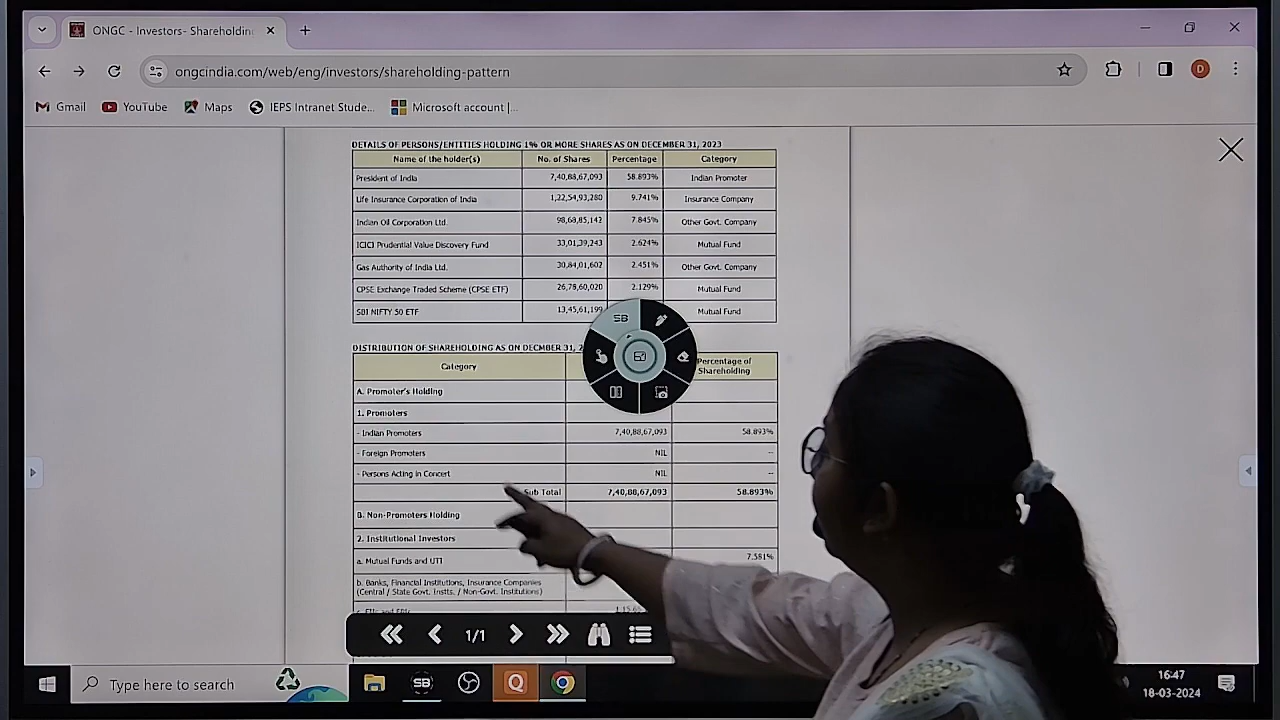 ONGC - Investors- Shareholding
ongcindia.com/web/eng/investors/shareholding-pattern
D
Gmail YouTube Maps IEPS Intranet Stude... Microsoft account |...
DETAILS OF PERSONS/ENTITIES HOLDING 1% OR MORE SHARES AS ON DECEMBER 31, 2023
Name of the holder(s) No. of Shares Percentage Category
President of India 7,40,88,67,093 58.893% Indian Promoter
Life Insurance Corporation of India 1,22,54,93,280 9.741% Insurance Company
Indian Oil Corporation Ltd. 98,68,85,142 7.845% Other Govt. Company
ICICI Prudential Value Discovery Fund 33,01,39,243 2.624% Mutual Fund
Gas Authority of India Ltd. 30,84,01,602 2.451% Other Govt. Company
CPSE Exchange Traded Scheme (CPSE ETF) 26,78,60,020 2.129% Mutual Fund
SBI NIFTY 50 ETF 13,45,61,199 Mutual Fund
SB
DISTRIBUTION OF SHAREHOLDING AS ON DECMBER 31,
Category Percentage of
Shareholding
A. Promoter's Holding
1. Promoters
- Indian Promoters 7,40,88,67,093 58.893%
- Foreign Promoters NIL --
- Persons Acting in Concert NIL --
Sub Total 7,40,88,67,093 58.893%
B. Non-Promoters Holding
2. Institutional Investors
a. Mutual Funds and UTI 7.581%
b. Banks, Financial Institutions, Insurance Companies
(Central / State Govt. Instts. / Non-Govt. Institutions)
1/1
Type here to search
SB
Q
16:47
18-03-2024